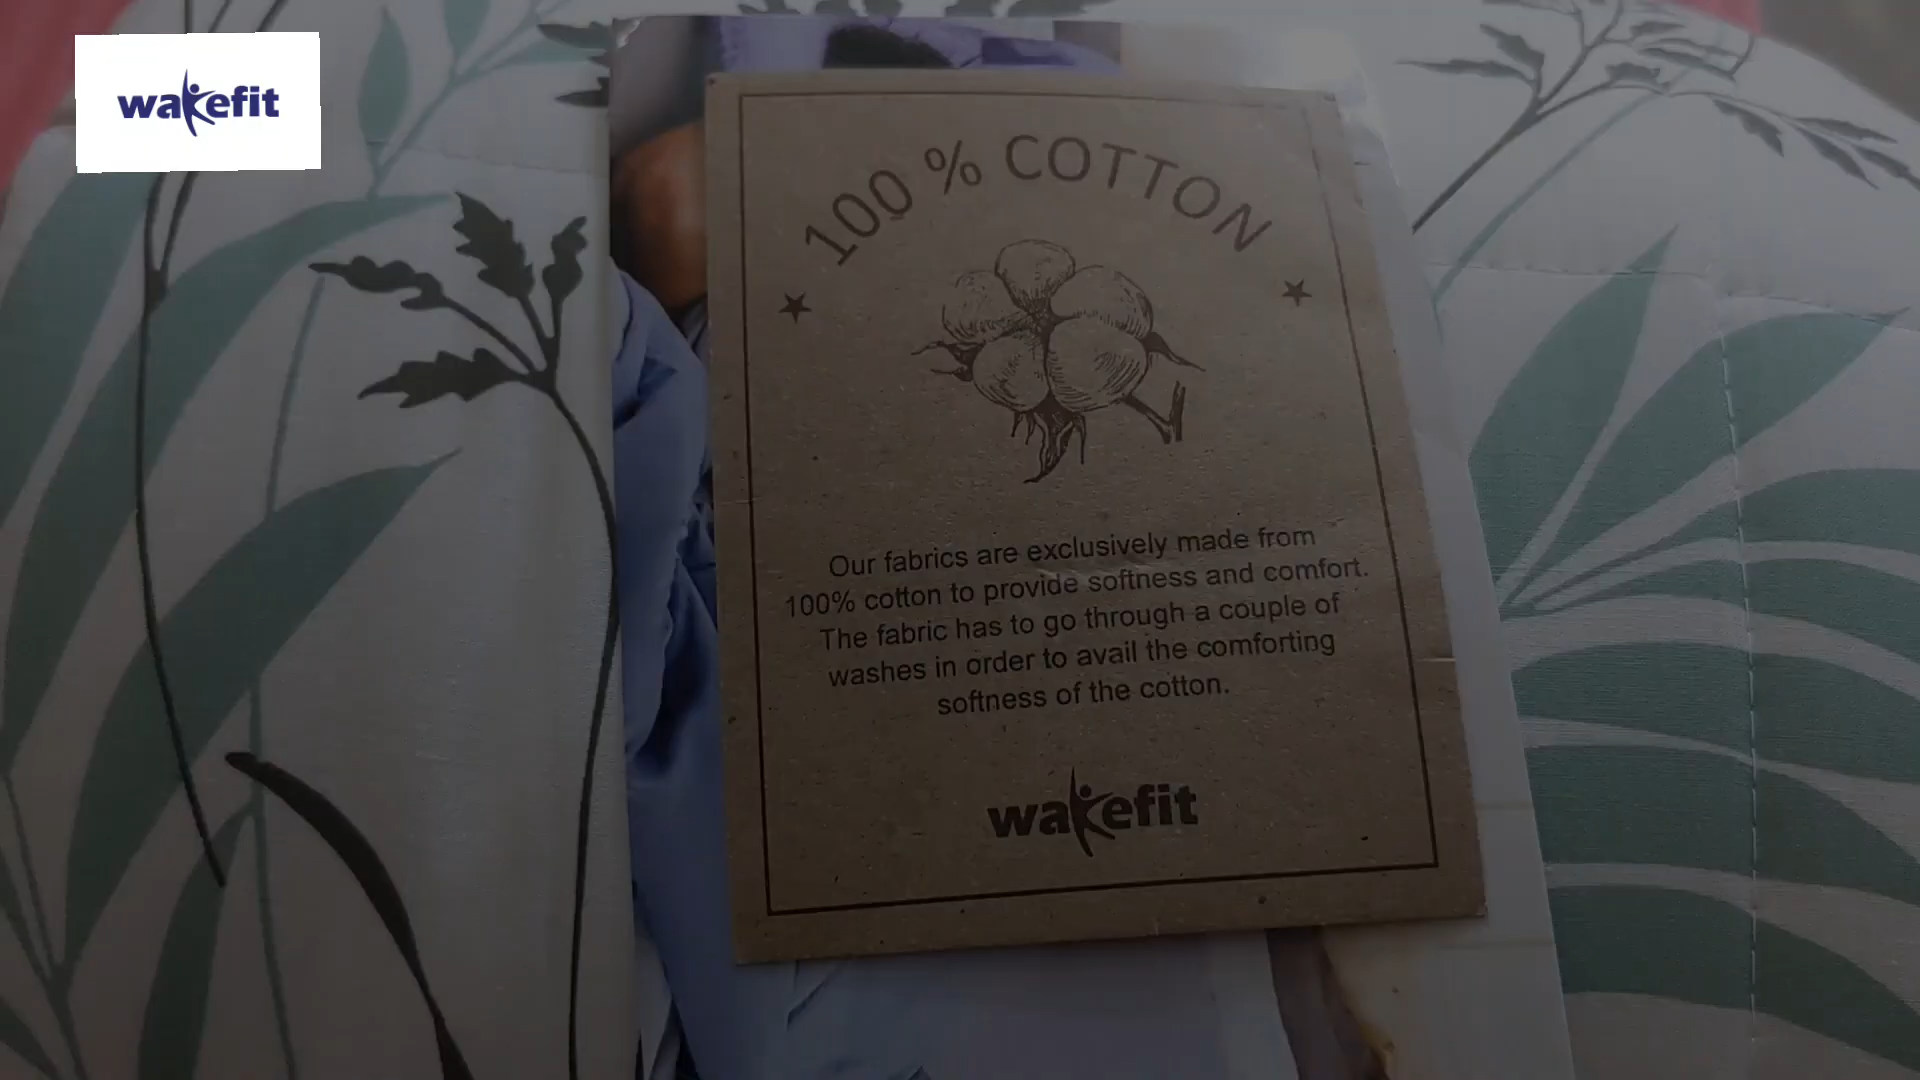 wakefit
100 % COTTON
Our fabrics are exclusively made from
100% cotton to provide softness and comfort.
The fabric has to go through a couple of
washes in order to avail the comforting
softness of the cotton.
wakefit